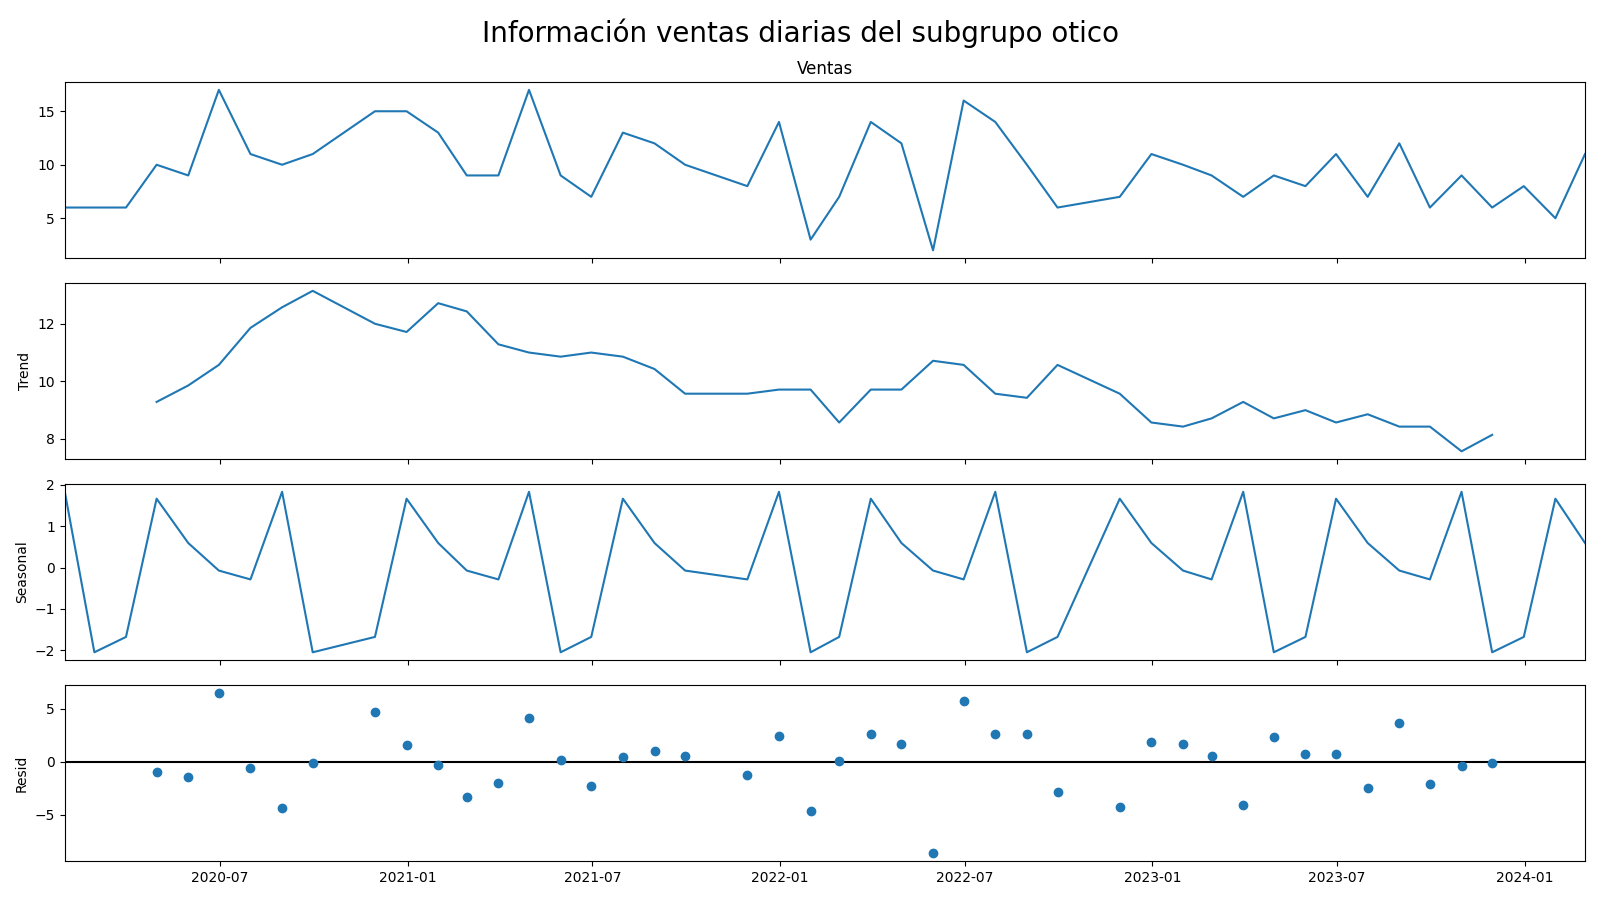 Información ventas diarias del subgrupo otico
Ventas
15
10
5
Trend
12
10
8
Seasonal
2
1
0
−1
−2
Resid
5
0
−5
2020-07 2021-01 2021-07 2022-01 2022-07 2023-01 2023-07 2024-01